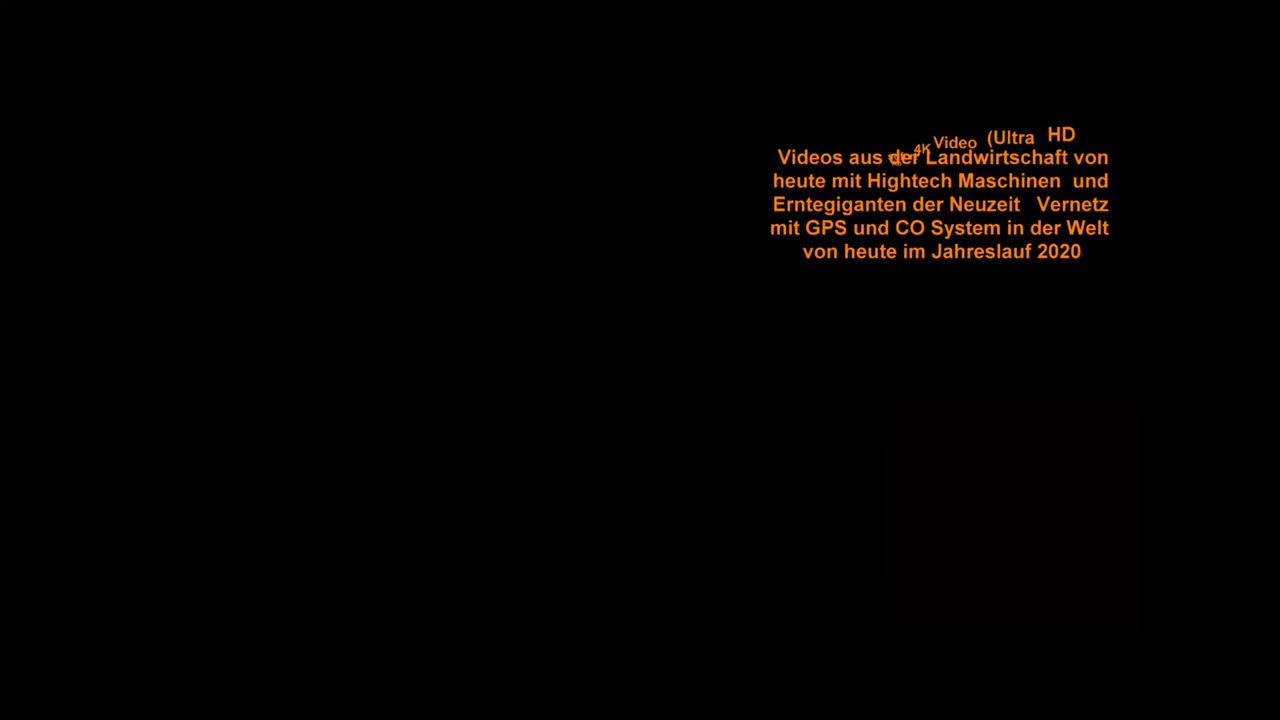 4K Video (Ultra HD
Videos aus der Landwirtschaft von
heute mit Hightech Maschinen und
Erntegiganten der Neuzeit Vernetz
mit GPS und CO System in der Welt
von heute im Jahreslauf 2020